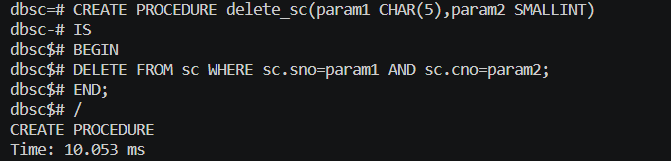 dbsc=# CREATE PROCEDURE delete_sc(param1 CHAR(5),param2 SMALLINT)
dbsc-# IS
dbsc$# BEGIN
dbsc$# DELETE FROM sc WHERE sc.sno=param1 AND sc.cno=param2;
dbsc$# END;
dbsc$# /
CREATE PROCEDURE
Time: 10.053 ms